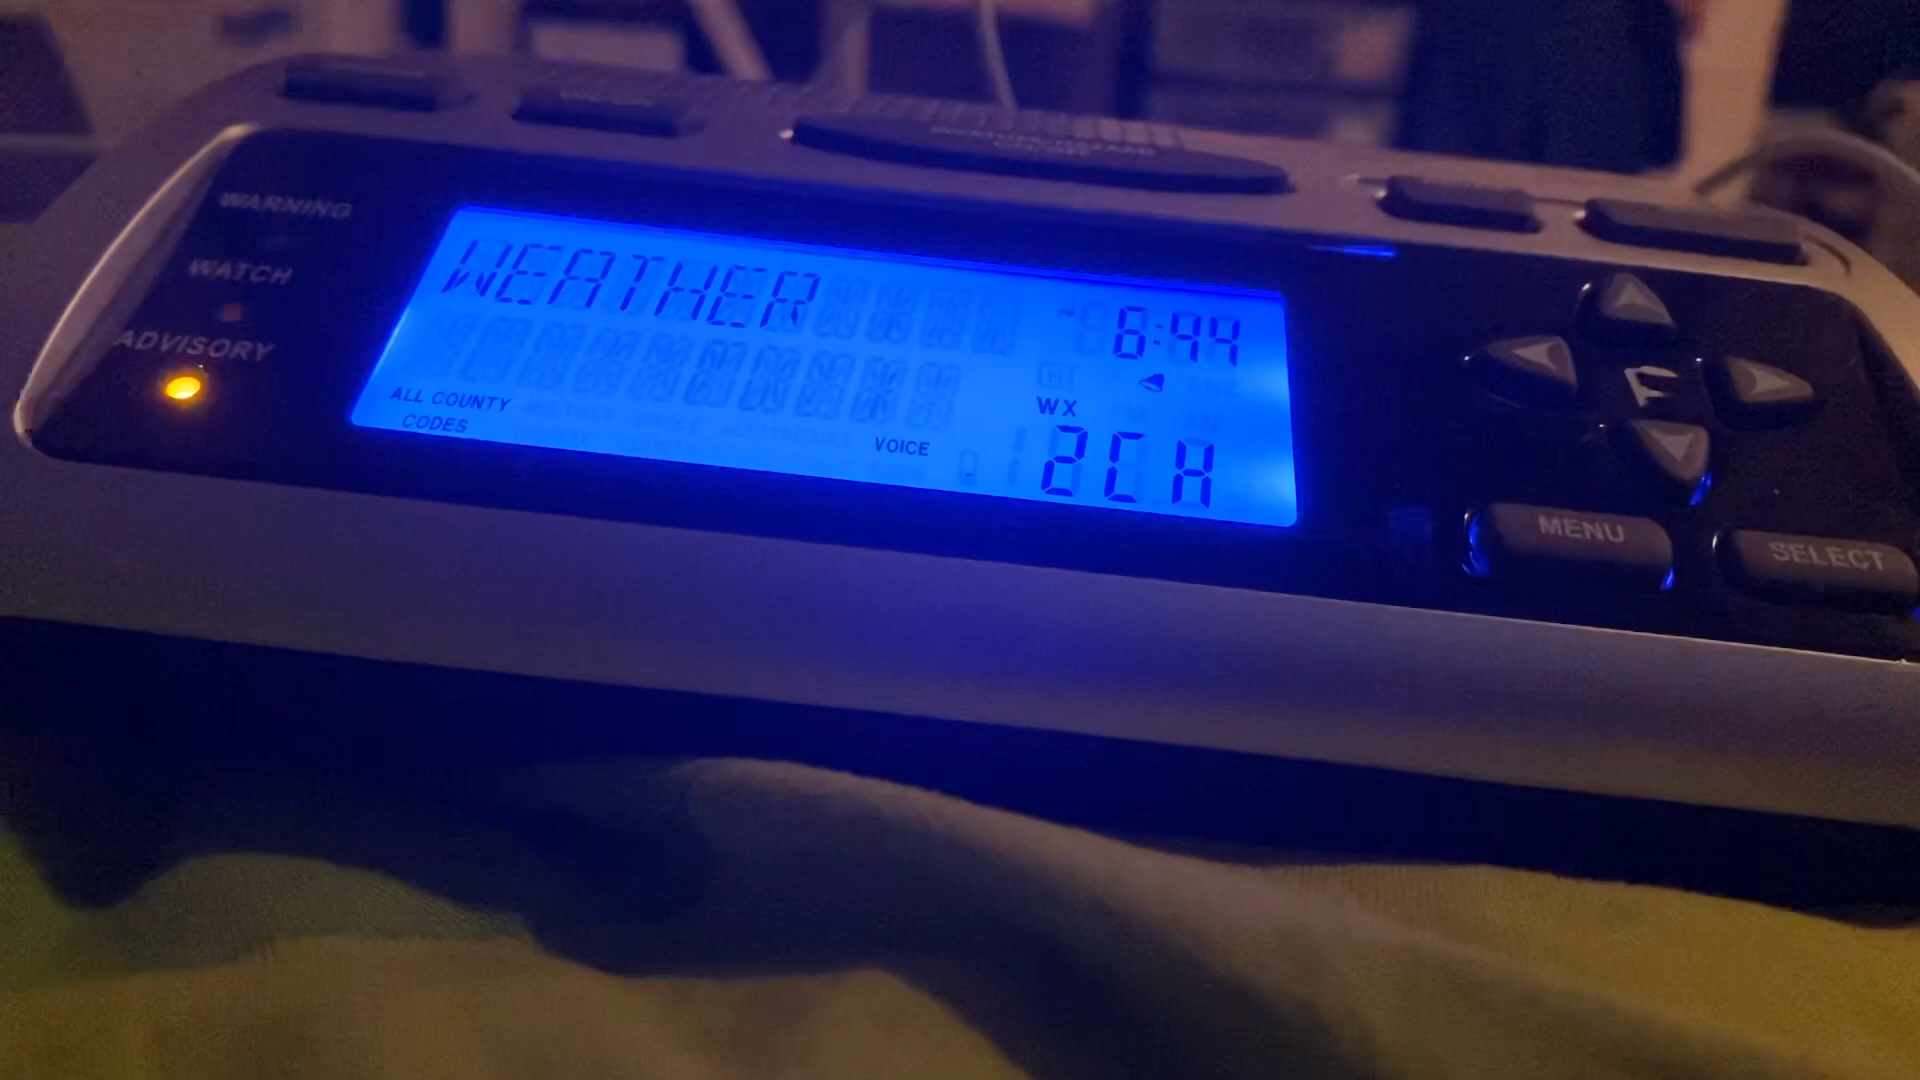 WARNING
WATCH
ADVISORY
WEATHER
6:44
WX
2CH
ALL COUNTY
CODES
VOICE
MENU
SELECT